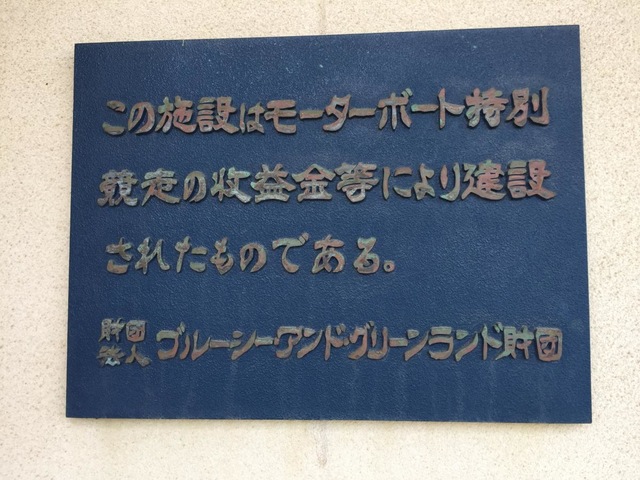 この施設はモーターボート特別
競走の収益金等により建設
されたものである。
財団法人 ブルーシー・アンド・グリーンランド財団